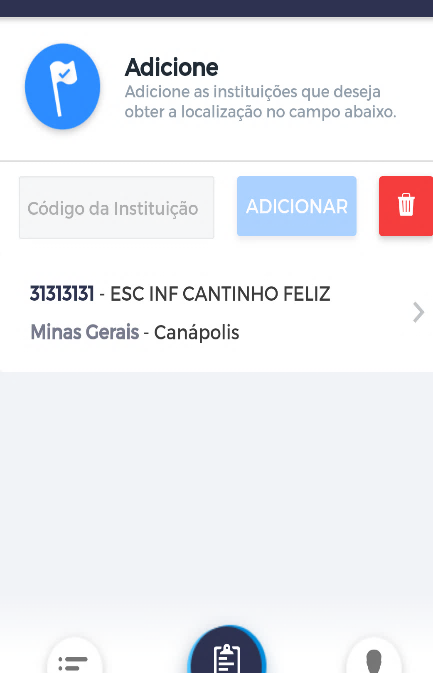 Adicione
Adicione as instituições que deseja
obter a localização no campo abaixo.
Código da Instituição
ADICIONAR
31313131 - ESC INF CANTINHO FELIZ
Minas Gerais - Canápolis